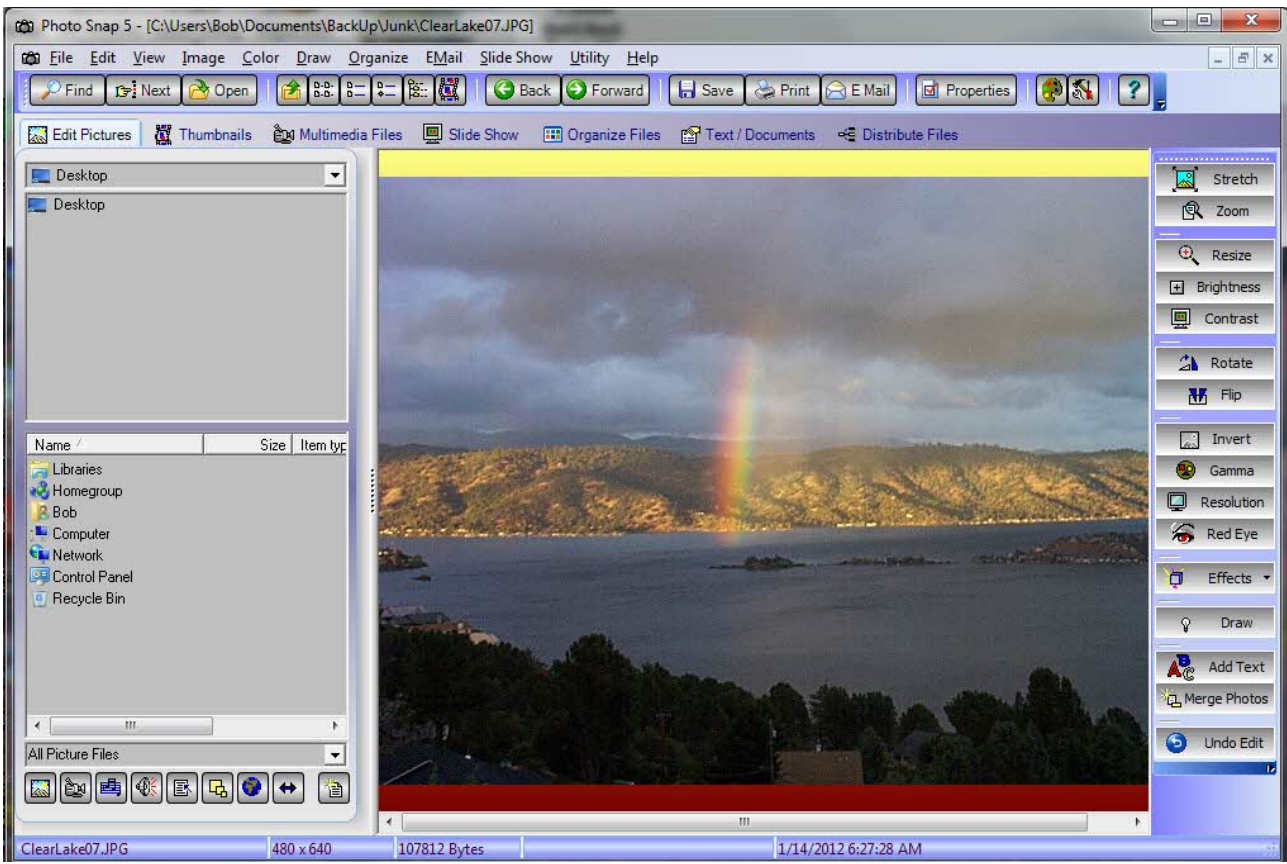 Photo Snap 5 - [C:\Users\Bob\Documents\BackUp\Junk\ClearLake07.JPG]
File Edit View Image Color Draw Organize EMail Slide Show Utility Help
Find Next Open Back Forward Save Print E Mail Properties ?
Edit Pictures Thumbnails Multimedia Files Slide Show Organize Files Text / Documents Distribute Files
Desktop
Desktop
Name Size Item typ
Libraries
Homegroup
Bob
Computer
Network
Control Panel
Recycle Bin
All Picture Files
Stretch
Zoom
Resize
Brightness
Contrast
Rotate
Flip
Invert
Gamma
Resolution
Red Eye
Effects
Draw
ABC Add Text
Merge Photos
Undo Edit
ClearLake07.JPG 480 x 640 107812 Bytes 1/14/2012 6:27:28 AM